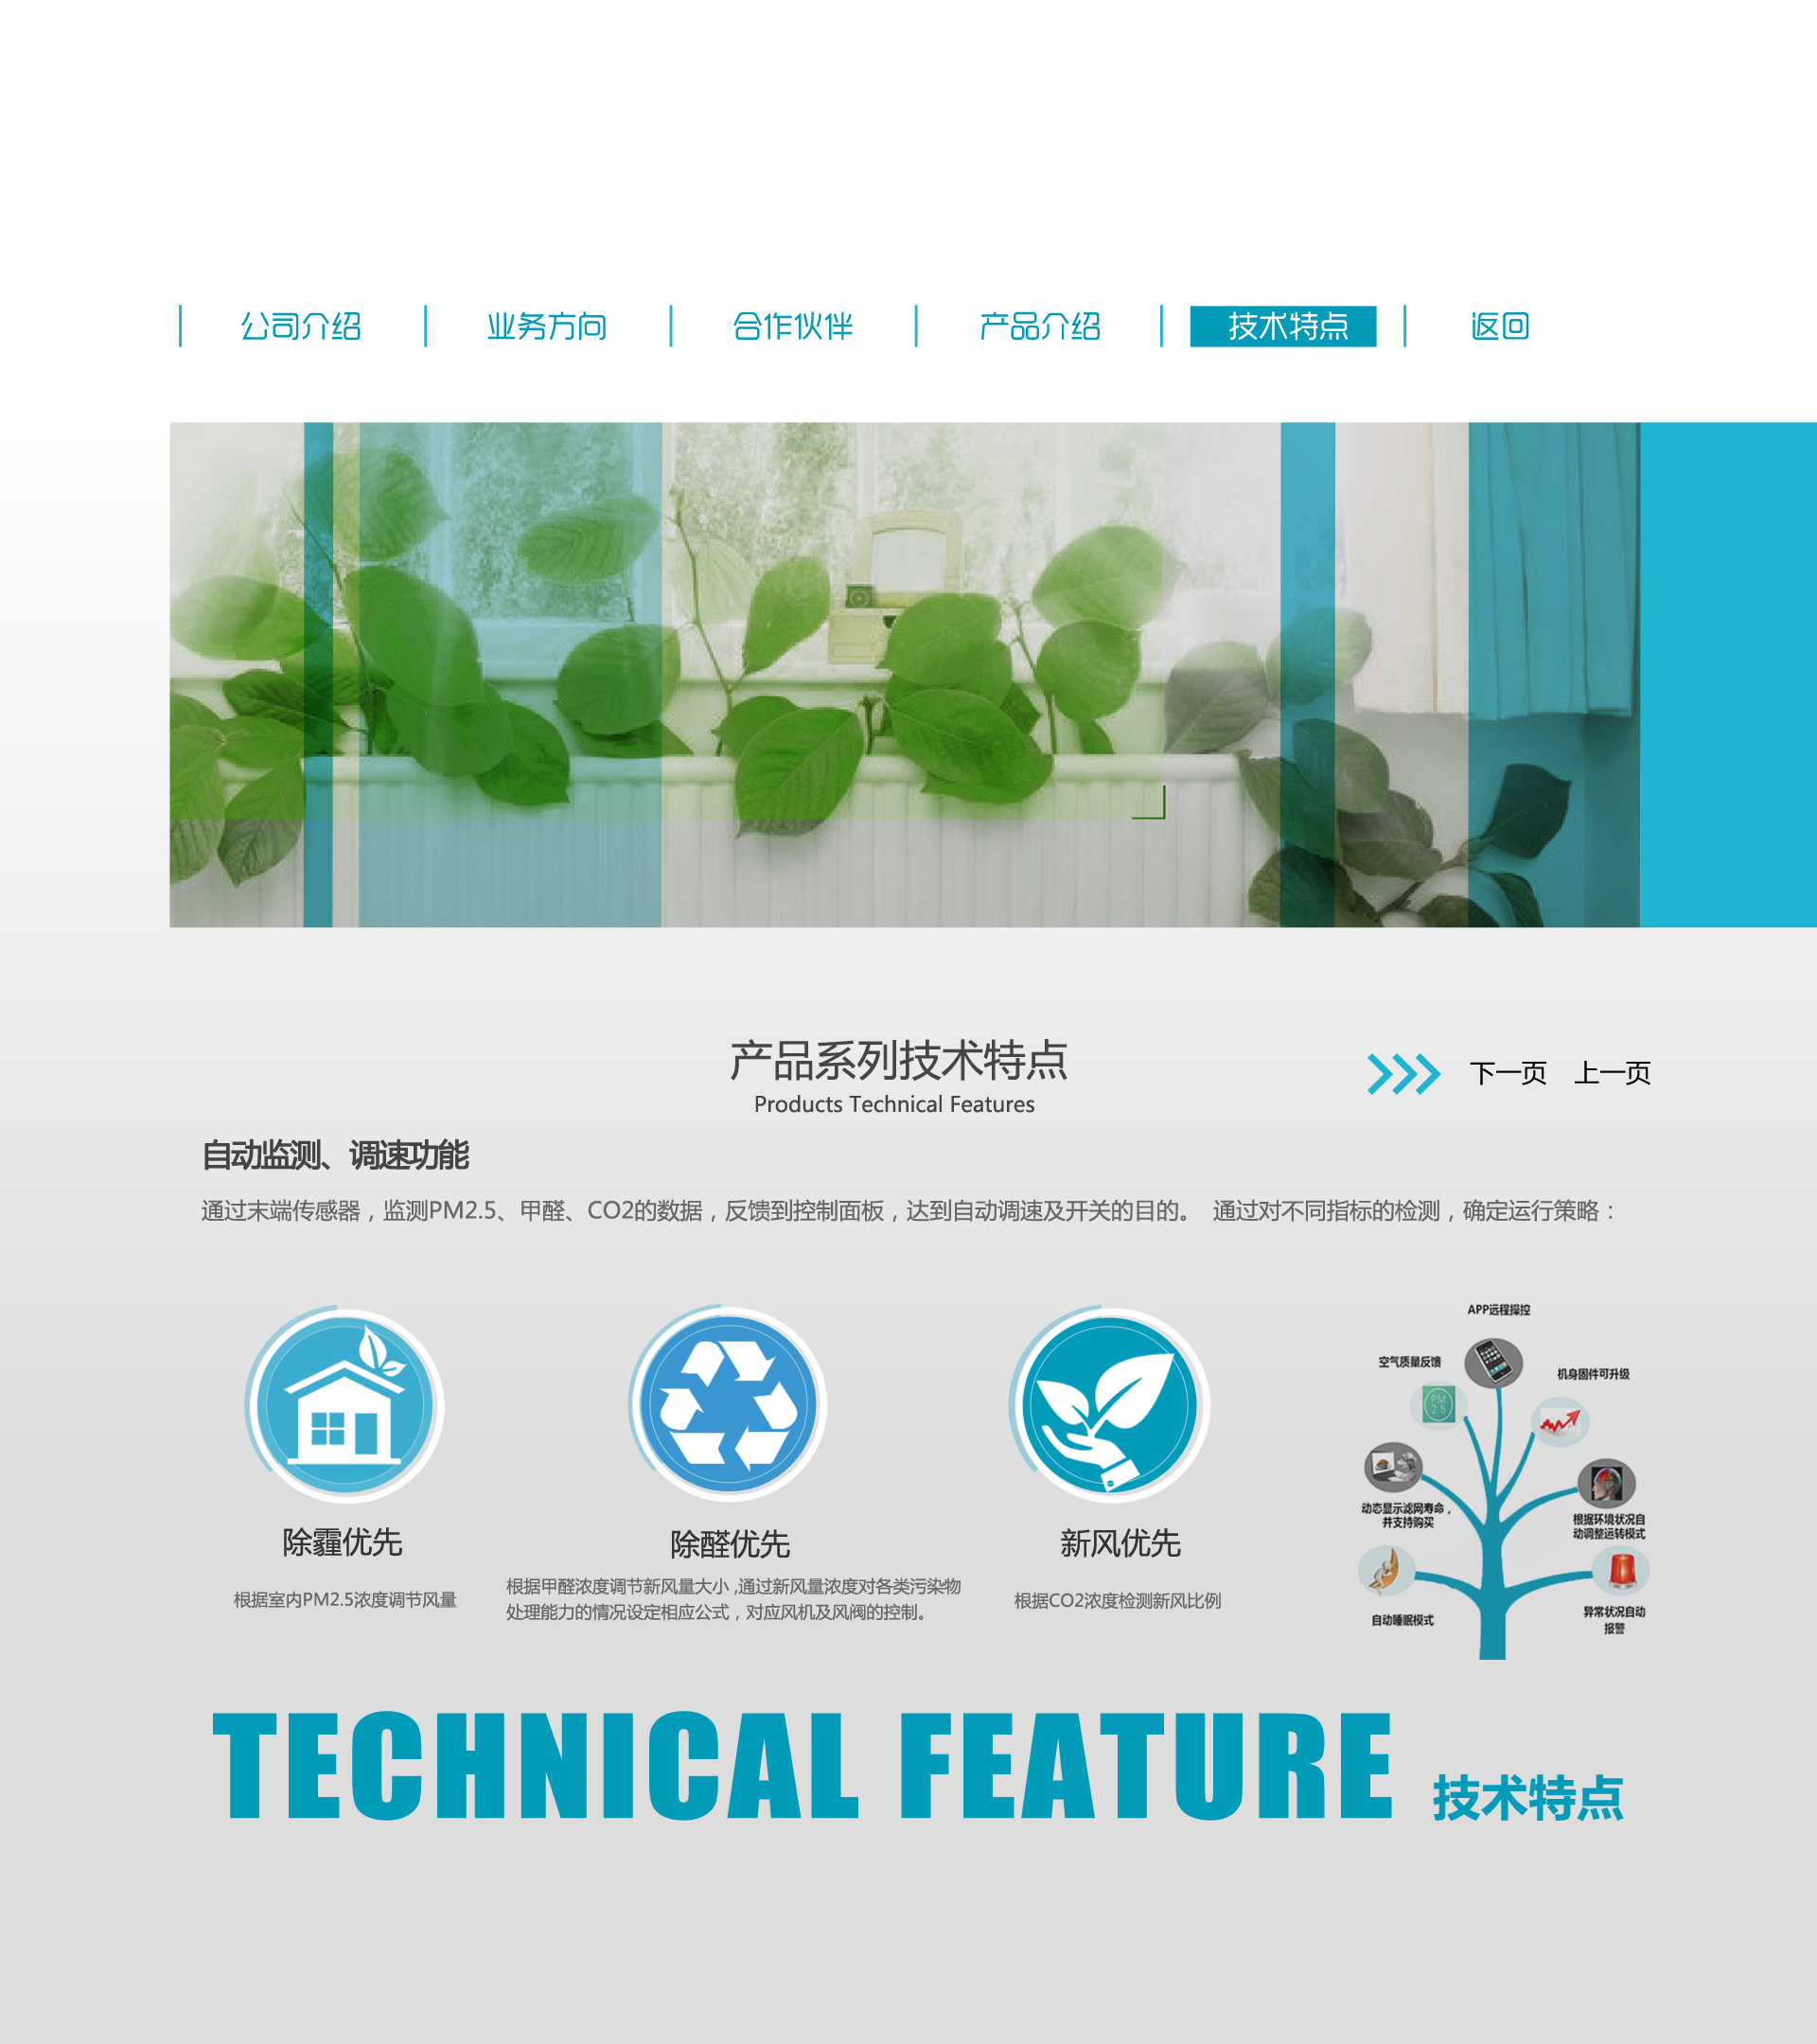 公司介绍
业务方向
合作伙伴
产品介绍
技术特点
返回
产品系列技术特点
Products Technical Features
下一页 上一页
自动监测、调速功能
通过末端传感器，监测PM2.5、甲醛、CO2的数据，反馈到控制面板，达到自动调速及开关的目的。 通过对不同指标的检测，确定运行策略：
除霾优先
根据室内PM2.5浓度调节风量
除醛优先
根据甲醛浓度调节新风量大小,通过新风量浓度对各类污染物
处理能力的情况设定相应公式，对应风机及风阀的控制。
新风优先
根据CO2浓度检测新风比例
APP远程操控
空气质量反馈
机身固件可升级
PM
2.5
动态显示滤网寿命，
并支持购买
根据环境状况自
动调整运转模式
自动睡眠模式
异常状况自动
报警
TECHNICAL FEATURE 技术特点